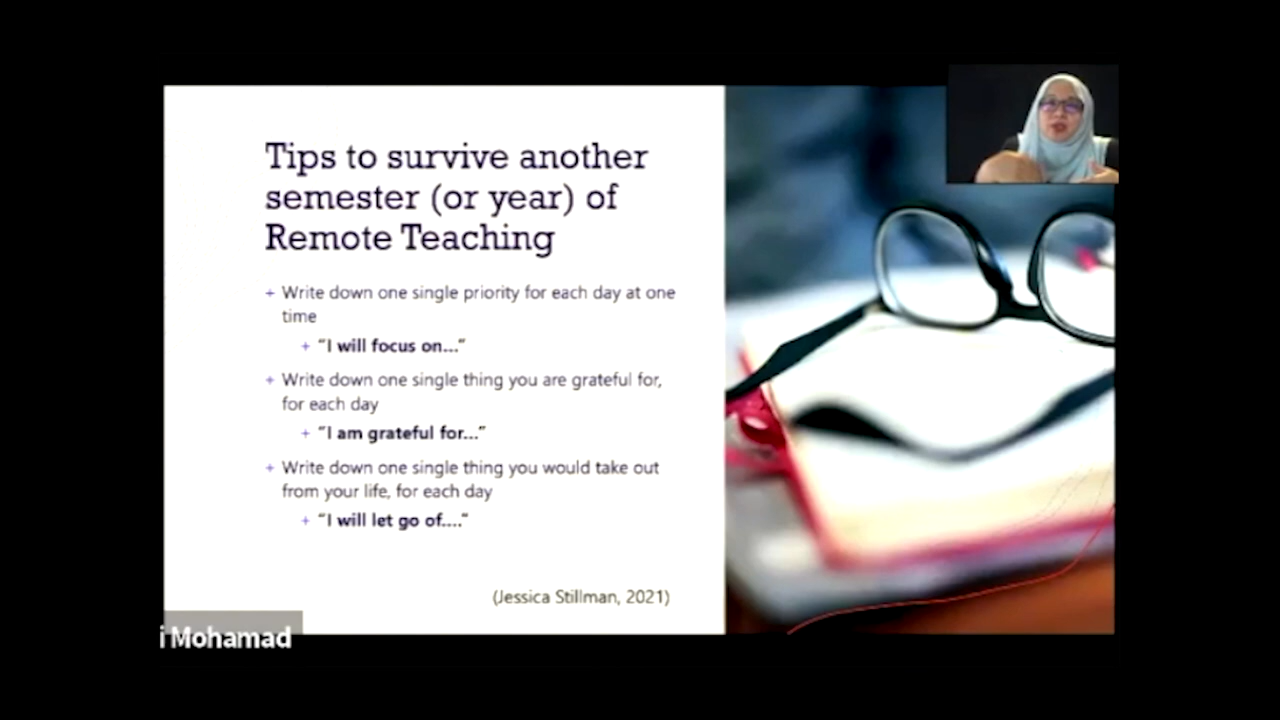 Tips to survive another
semester (or year) of
Remote Teaching
+ Write down one single priority for each day at one
time
+ "I will focus on..."
+ Write down one single thing you are grateful for,
for each day
+ "I am grateful for..."
+ Write down one single thing you would take out
from your life, for each day
+ "I will let go of...."
(Jessica Stillman, 2021)
i Mohamad